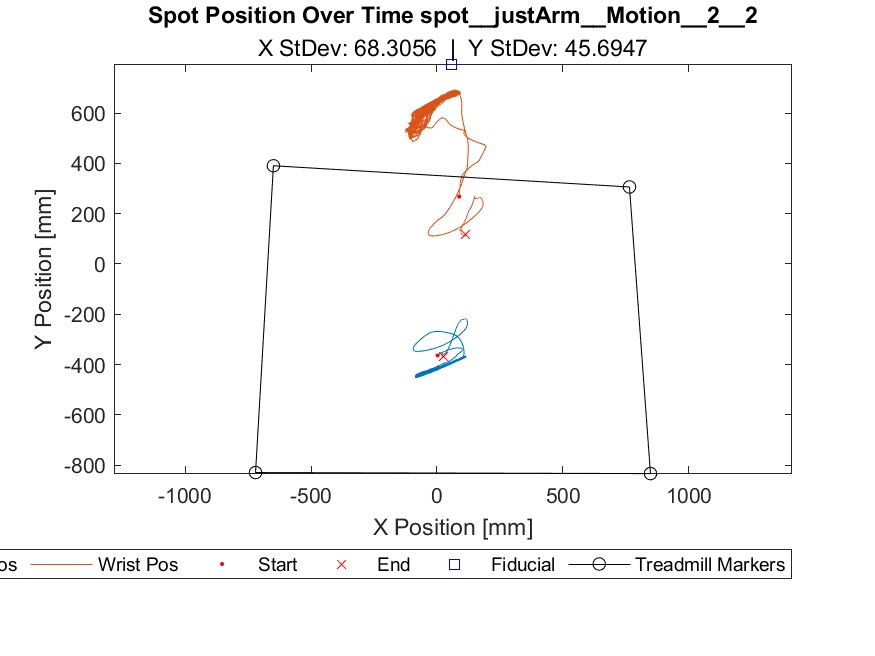 Spot Position Over Time spot__justArm__Motion__2__2
X StDev: 68.3056 | Y StDev: 45.6947
600
400
200
0
-200
-400
-600
-800
Y Position [mm]
-1000 -500 0 500 1000
X Position [mm]
os Wrist Pos Start End Fiducial Treadmill Markers